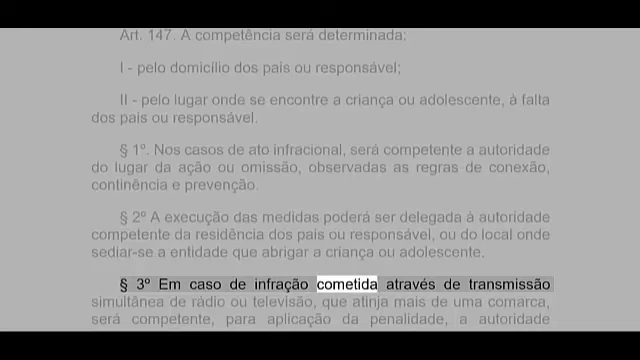 Art. 147. A competência será determinada:
I - pelo domicílio dos pais ou responsável;
II - pelo lugar onde se encontre a criança ou adolescente, à falta
dos pais ou responsável.
§ 1º. Nos casos de ato infracional, será competente a autoridade
do lugar da ação ou omissão, observadas as regras de conexão,
continência e prevenção.
§ 2º A execução das medidas poderá ser delegada à autoridade
competente da residência dos pais ou responsável, ou do local onde
sediar-se a entidade que abrigar a criança ou adolescente.
§ 3º Em caso de infração cometida através de transmissão
simultânea de rádio ou televisão, que atinja mais de uma comarca,
será competente, para aplicação da penalidade, a autoridade